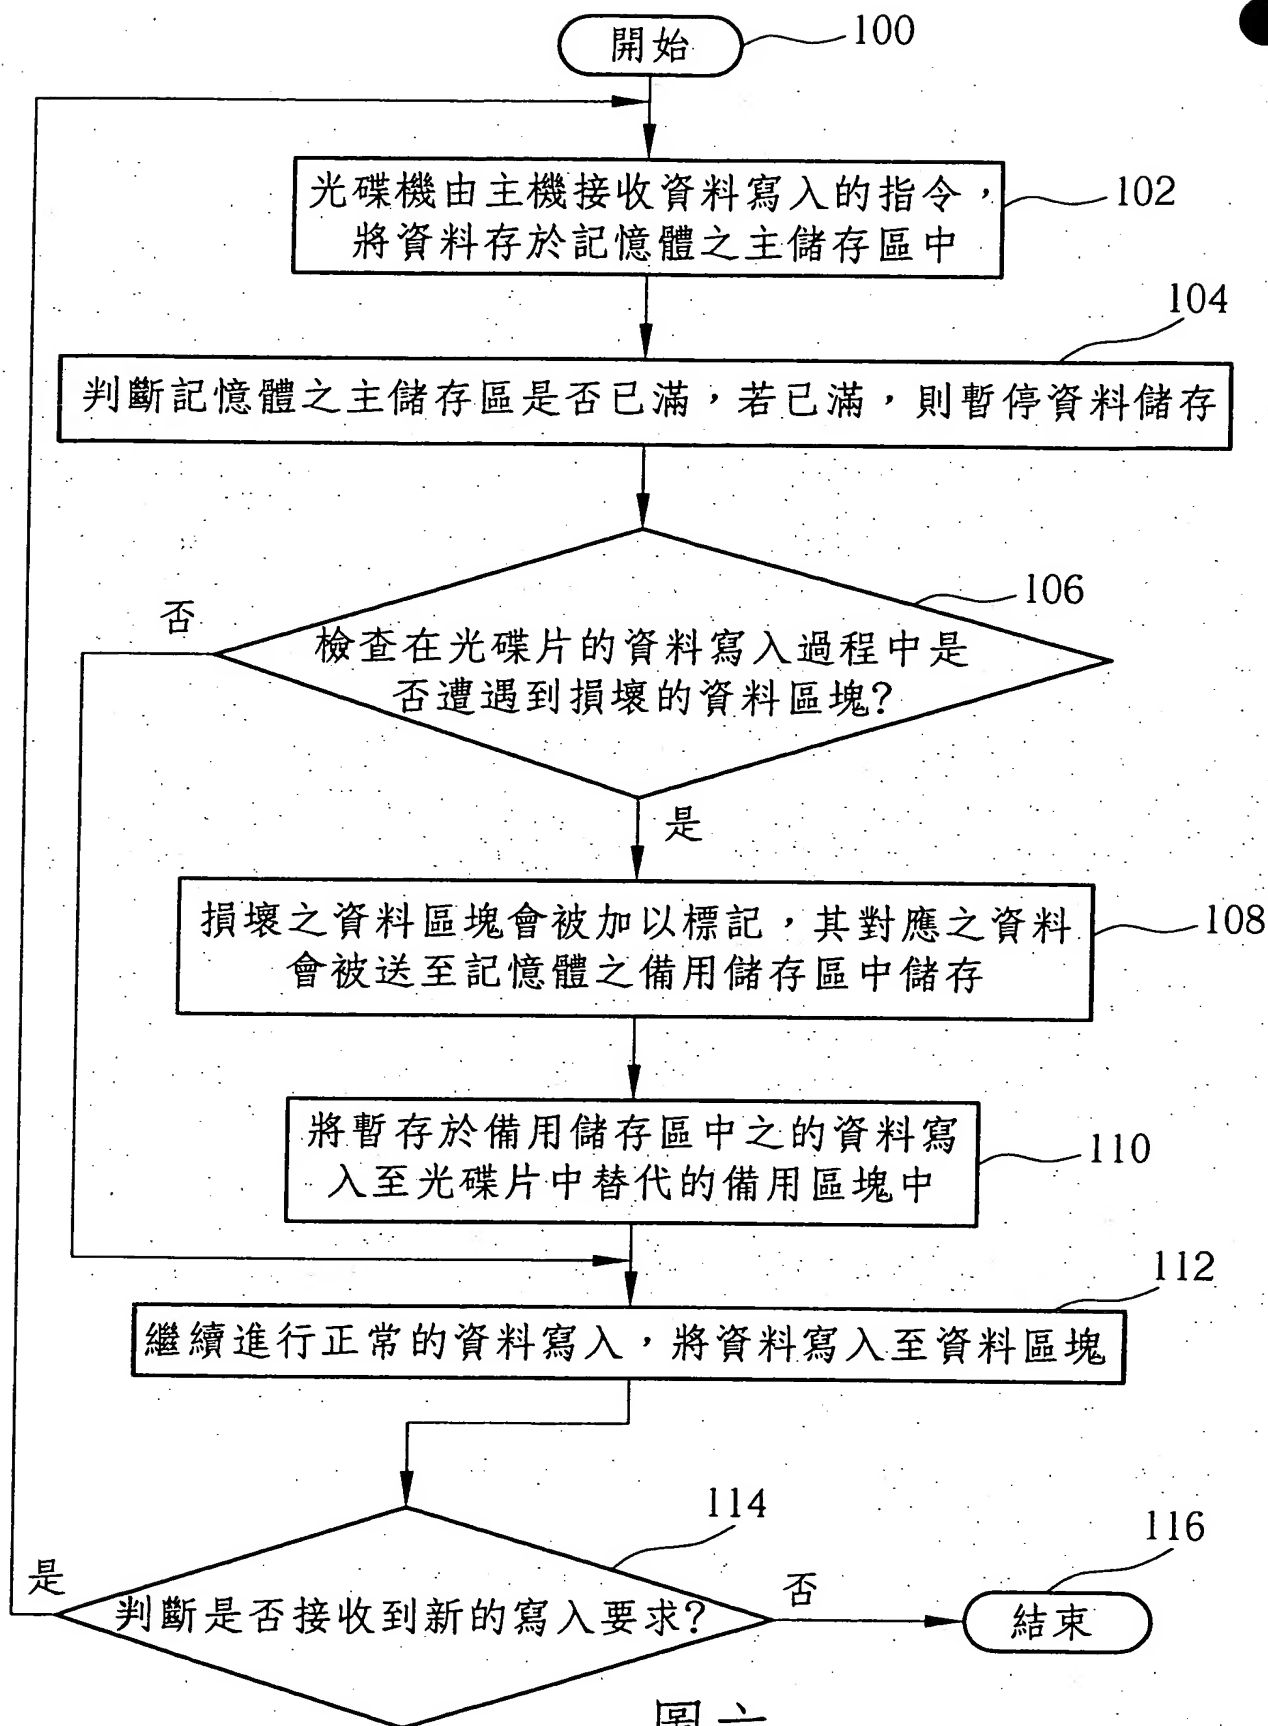 開始
100
光碟機由主機接收資料寫入的指令，
將資料存於記憶體之主儲存區中
102
104
判斷記憶體之主儲存區是否已滿，若已滿，則暫停資料儲存
106
否
檢查在光碟片的資料寫入過程中是
否遭遇到損壞的資料區塊?
是
損壞之資料區塊會被加以標記，其對應之資料
會被送至記憶體之備用儲存區中儲存
108
將暫存於備用儲存區中之的資料寫
入至光碟片中替代的備用區塊中
110
112
繼續進行正常的資料寫入，將資料寫入至資料區塊
114
116
是
判斷是否接收到新的寫入要求?
否
結束